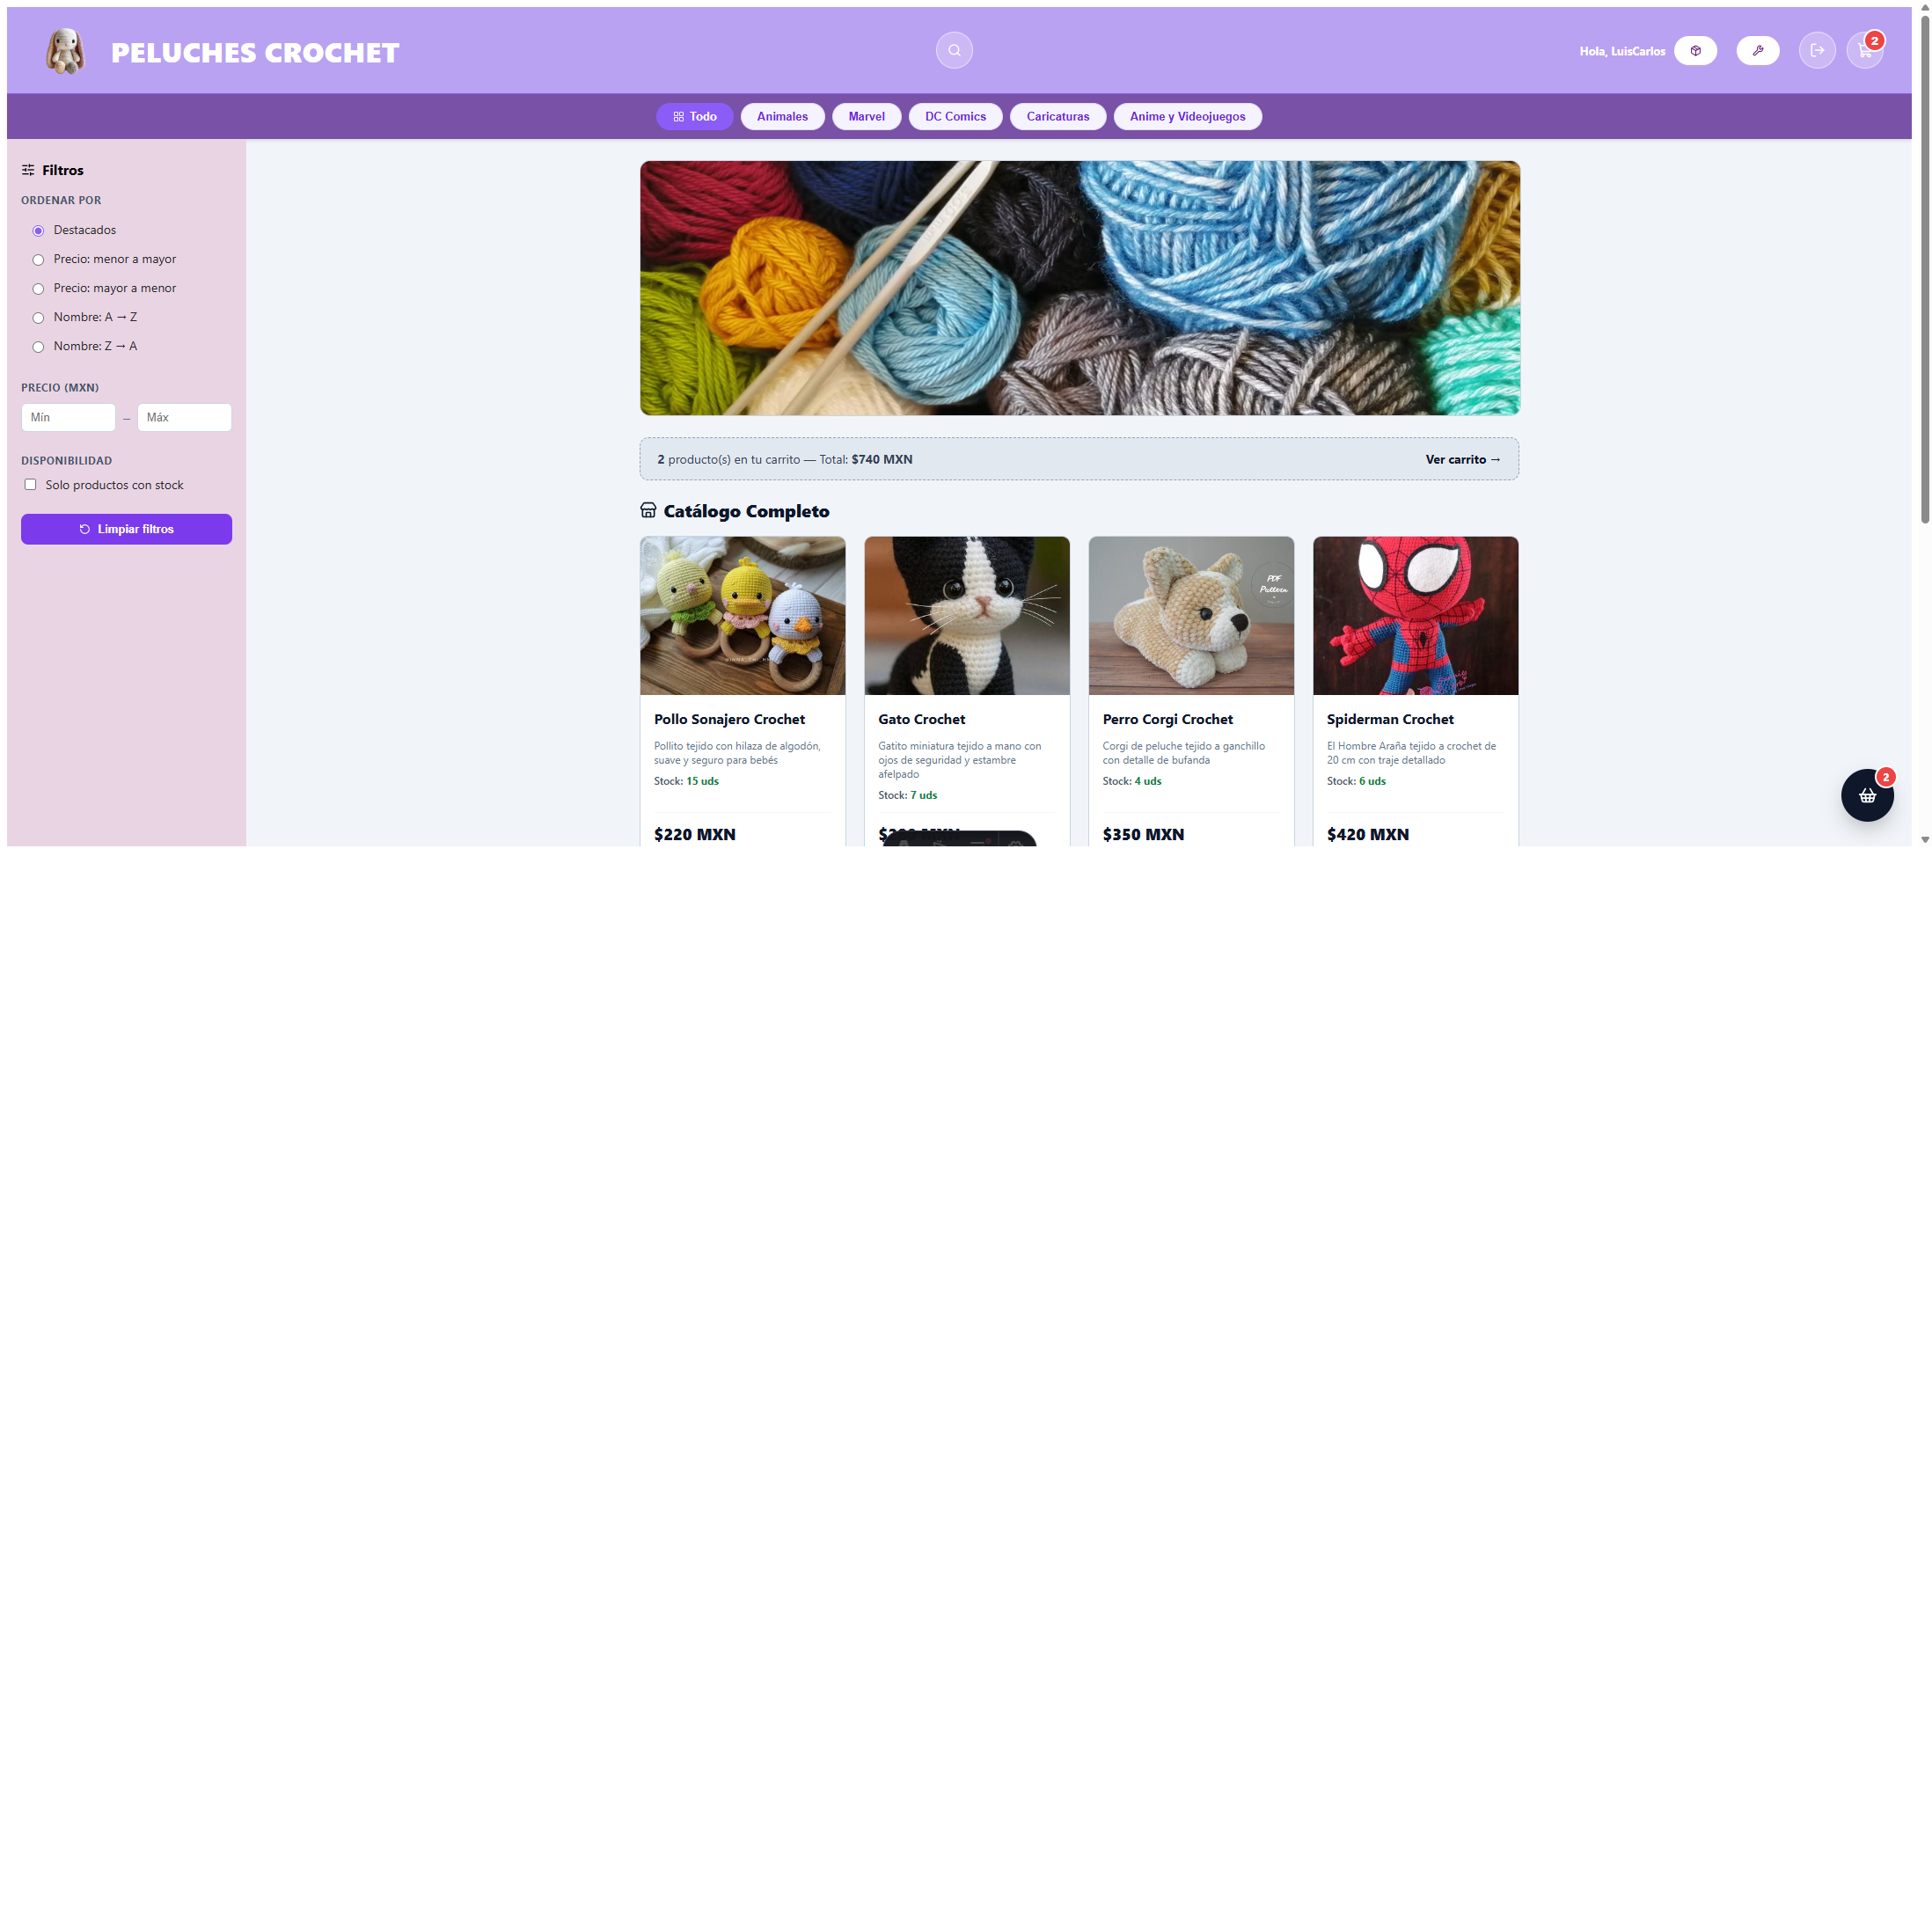 PELUCHES CROCHET
Hola, LuisCarlos
2
Todo
Animales
Marvel
DC Comics
Caricaturas
Anime y Videojuegos
Filtros
ORDENAR POR
Destacados
Precio: menor a mayor
Precio: mayor a menor
Nombre: A → Z
Nombre: Z → A
PRECIO (MXN)
Mín – Máx
DISPONIBILIDAD
Solo productos con stock
Limpiar filtros
2 producto(s) en tu carrito — Total: $740 MXN
Ver carrito →
Catálogo Completo
PDF
Pattern
Pollo Sonajero Crochet
Pollito tejido con hilaza de algodón,
suave y seguro para bebés
Stock: 15 uds
$220 MXN
Gato Crochet
Gatito miniatura tejido a mano con
ojos de seguridad y estambre
afelpado
Stock: 7 uds
Perro Corgi Crochet
Corgi de peluche tejido a ganchillo
con detalle de bufanda
Stock: 4 uds
$350 MXN
Spiderman Crochet
El Hombre Araña tejido a crochet de
20 cm con traje detallado
Stock: 6 uds
$420 MXN
2